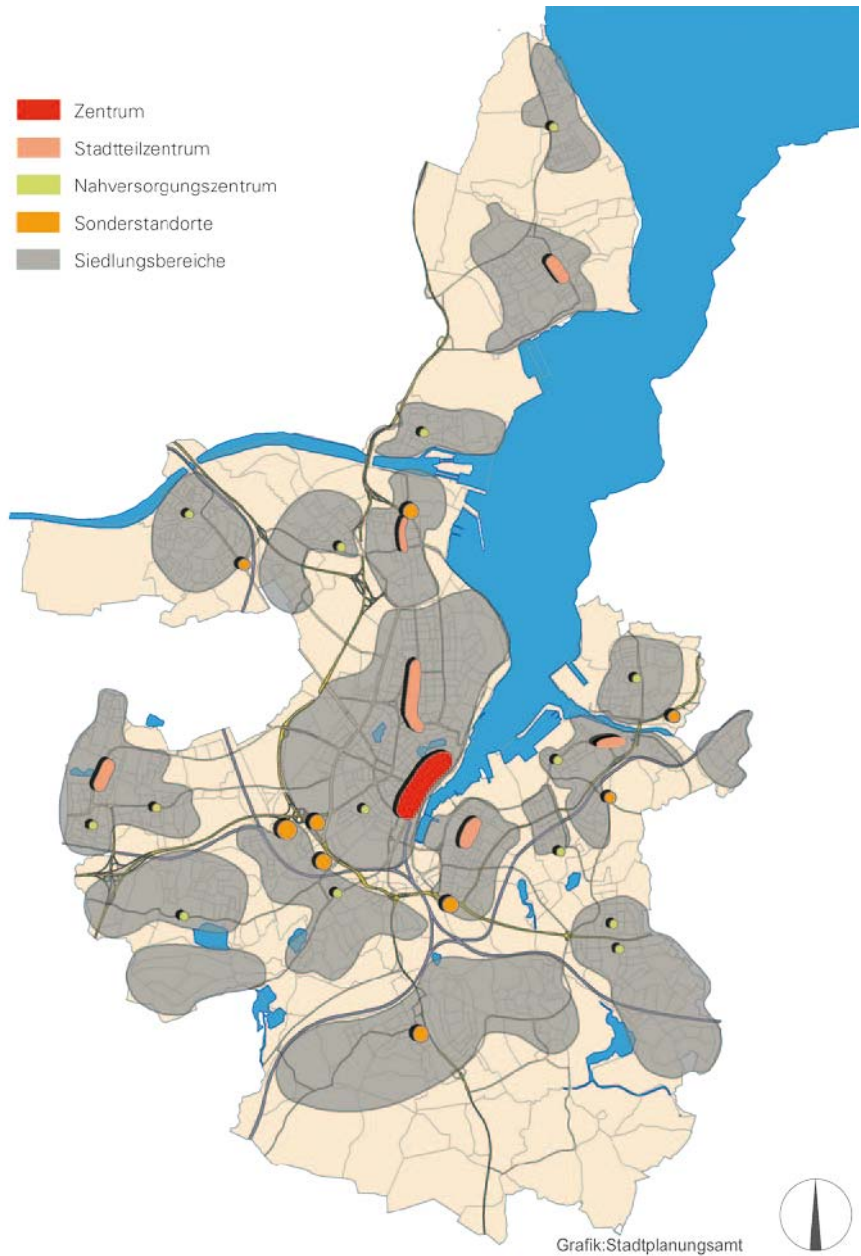 Zentrum
Stadtteilzentrum
Nahversorgungszentrum
Sonderstandorte
Siedlungsbereiche
Grafik:Stadtplanungsamt